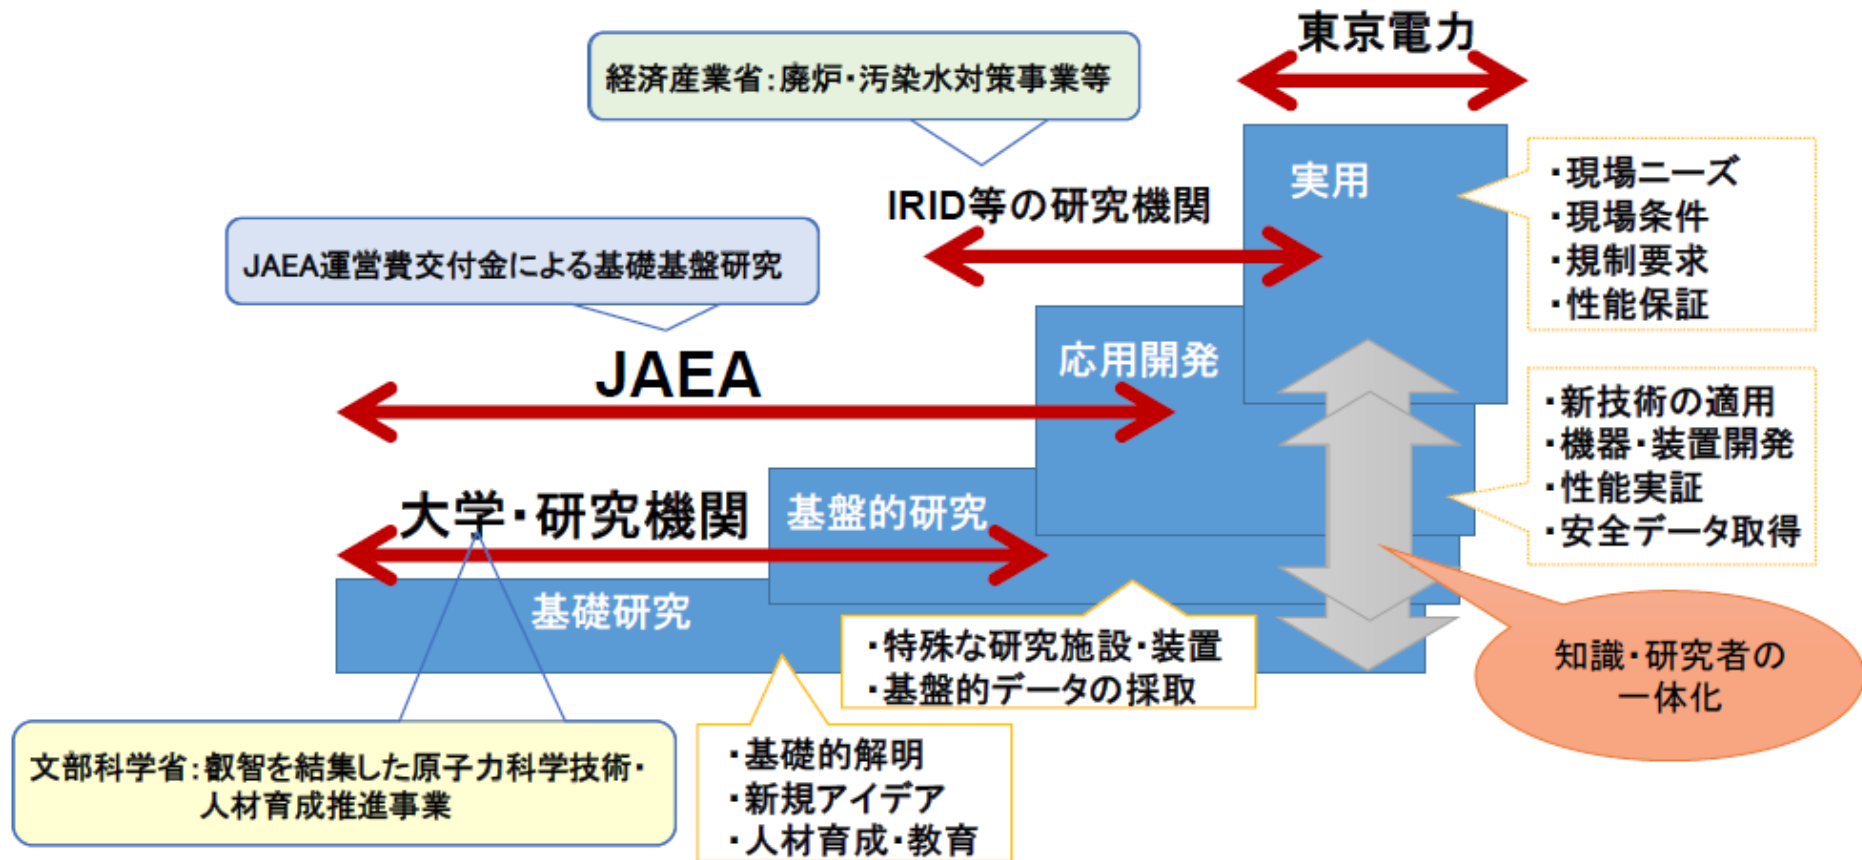 東京電力
経済産業省：廃炉・汚染水対策事業等
実用
・現場ニーズ
・現場条件
・規制要求
・性能保証
IRID等の研究機関
JAEA運営費交付金による基礎基盤研究
応用開発
JAEA
・新技術の適用
・機器・装置開発
・性能実証
・安全データ取得
大学・研究機関
基盤的研究
基礎研究
・特殊な研究施設・装置
・基盤的データの採取
知識・研究者の
一体化
文部科学省：叡智を結集した原子力科学技術・
人材育成推進事業
・基礎的解明
・新規アイデア
・人材育成・教育